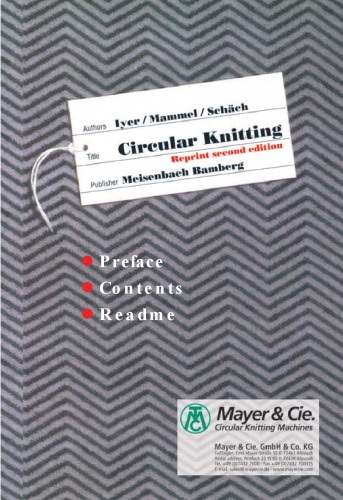 Authors Iyer / Mammel / Schäch
Title Circular Knitting
Reprint second edition
Publisher Meisenbach Bamberg
Preface
Contents
Readme
Mayer & Cie.
Circular Knitting Machines
Mayer & Cie. GmbH & Co. KG